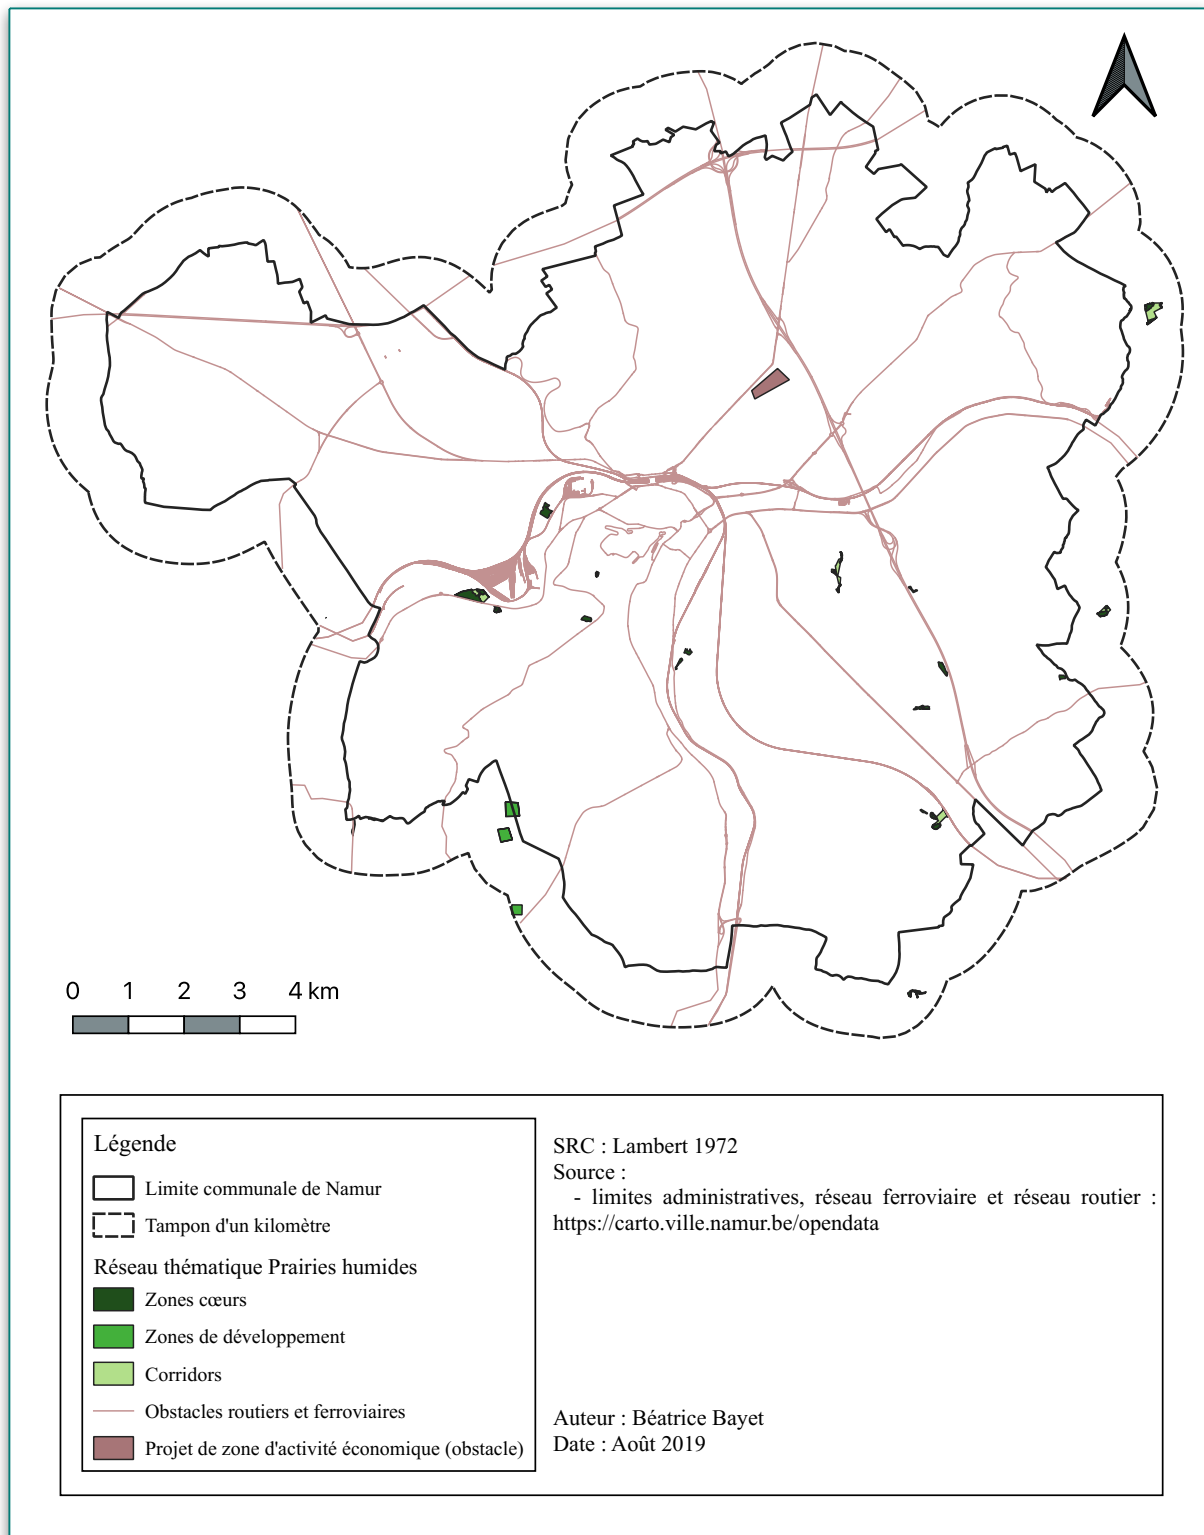 0 1 2 3 4 km
Légende
Limite communale de Namur
Tampon d'un kilomètre
Réseau thématique Prairies humides
Zones cœurs
Zones de développement
Corridors
Obstacles routiers et ferroviaires
Projet de zone d'activité économique (obstacle)
SRC : Lambert 1972
Source :
- limites administratives, réseau ferroviaire et réseau routier :
https://carto.ville.namur.be/opendata
Auteur : Béatrice Bayet
Date : Août 2019